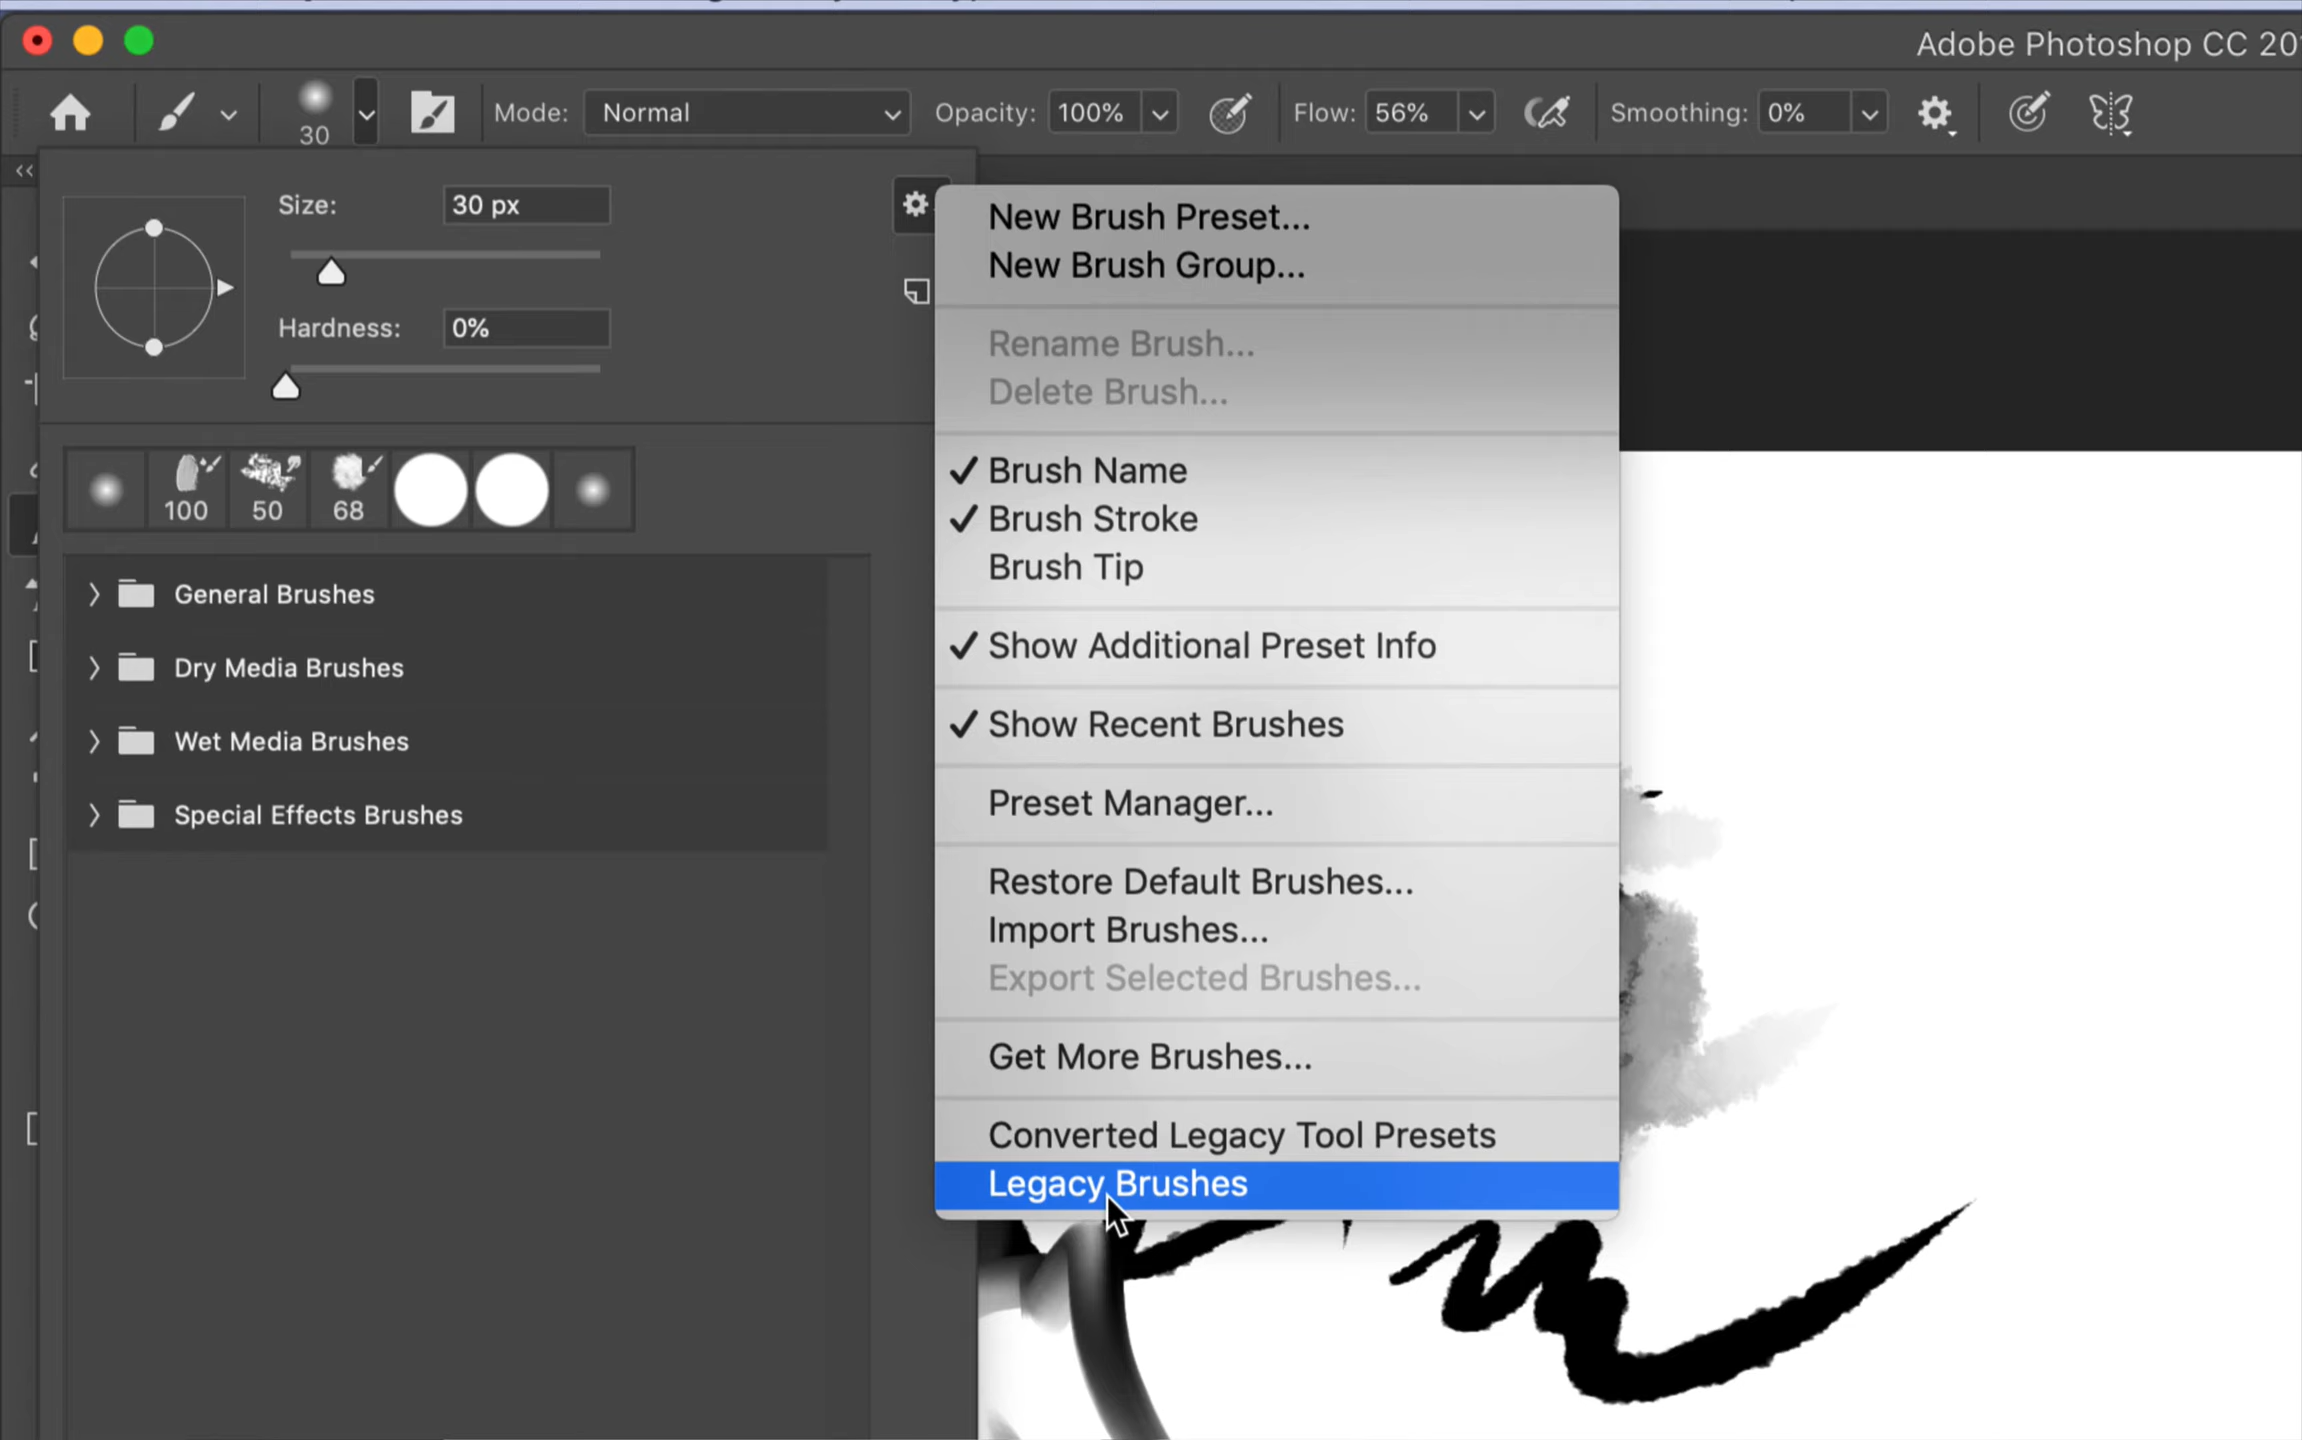 Adobe Photoshop CC 20
30
Mode: Normal Opacity: 100% Flow: 56% Smoothing: 0%
Size: 30 px
Hardness: 0%
100 50 68
General Brushes
Dry Media Brushes
Wet Media Brushes
Special Effects Brushes
New Brush Preset...
New Brush Group...
Rename Brush...
Delete Brush...
Brush Name
Brush Stroke
Brush Tip
Show Additional Preset Info
Show Recent Brushes
Preset Manager...
Restore Default Brushes...
Import Brushes...
Export Selected Brushes...
Get More Brushes...
Converted Legacy Tool Presets
Legacy Brushes